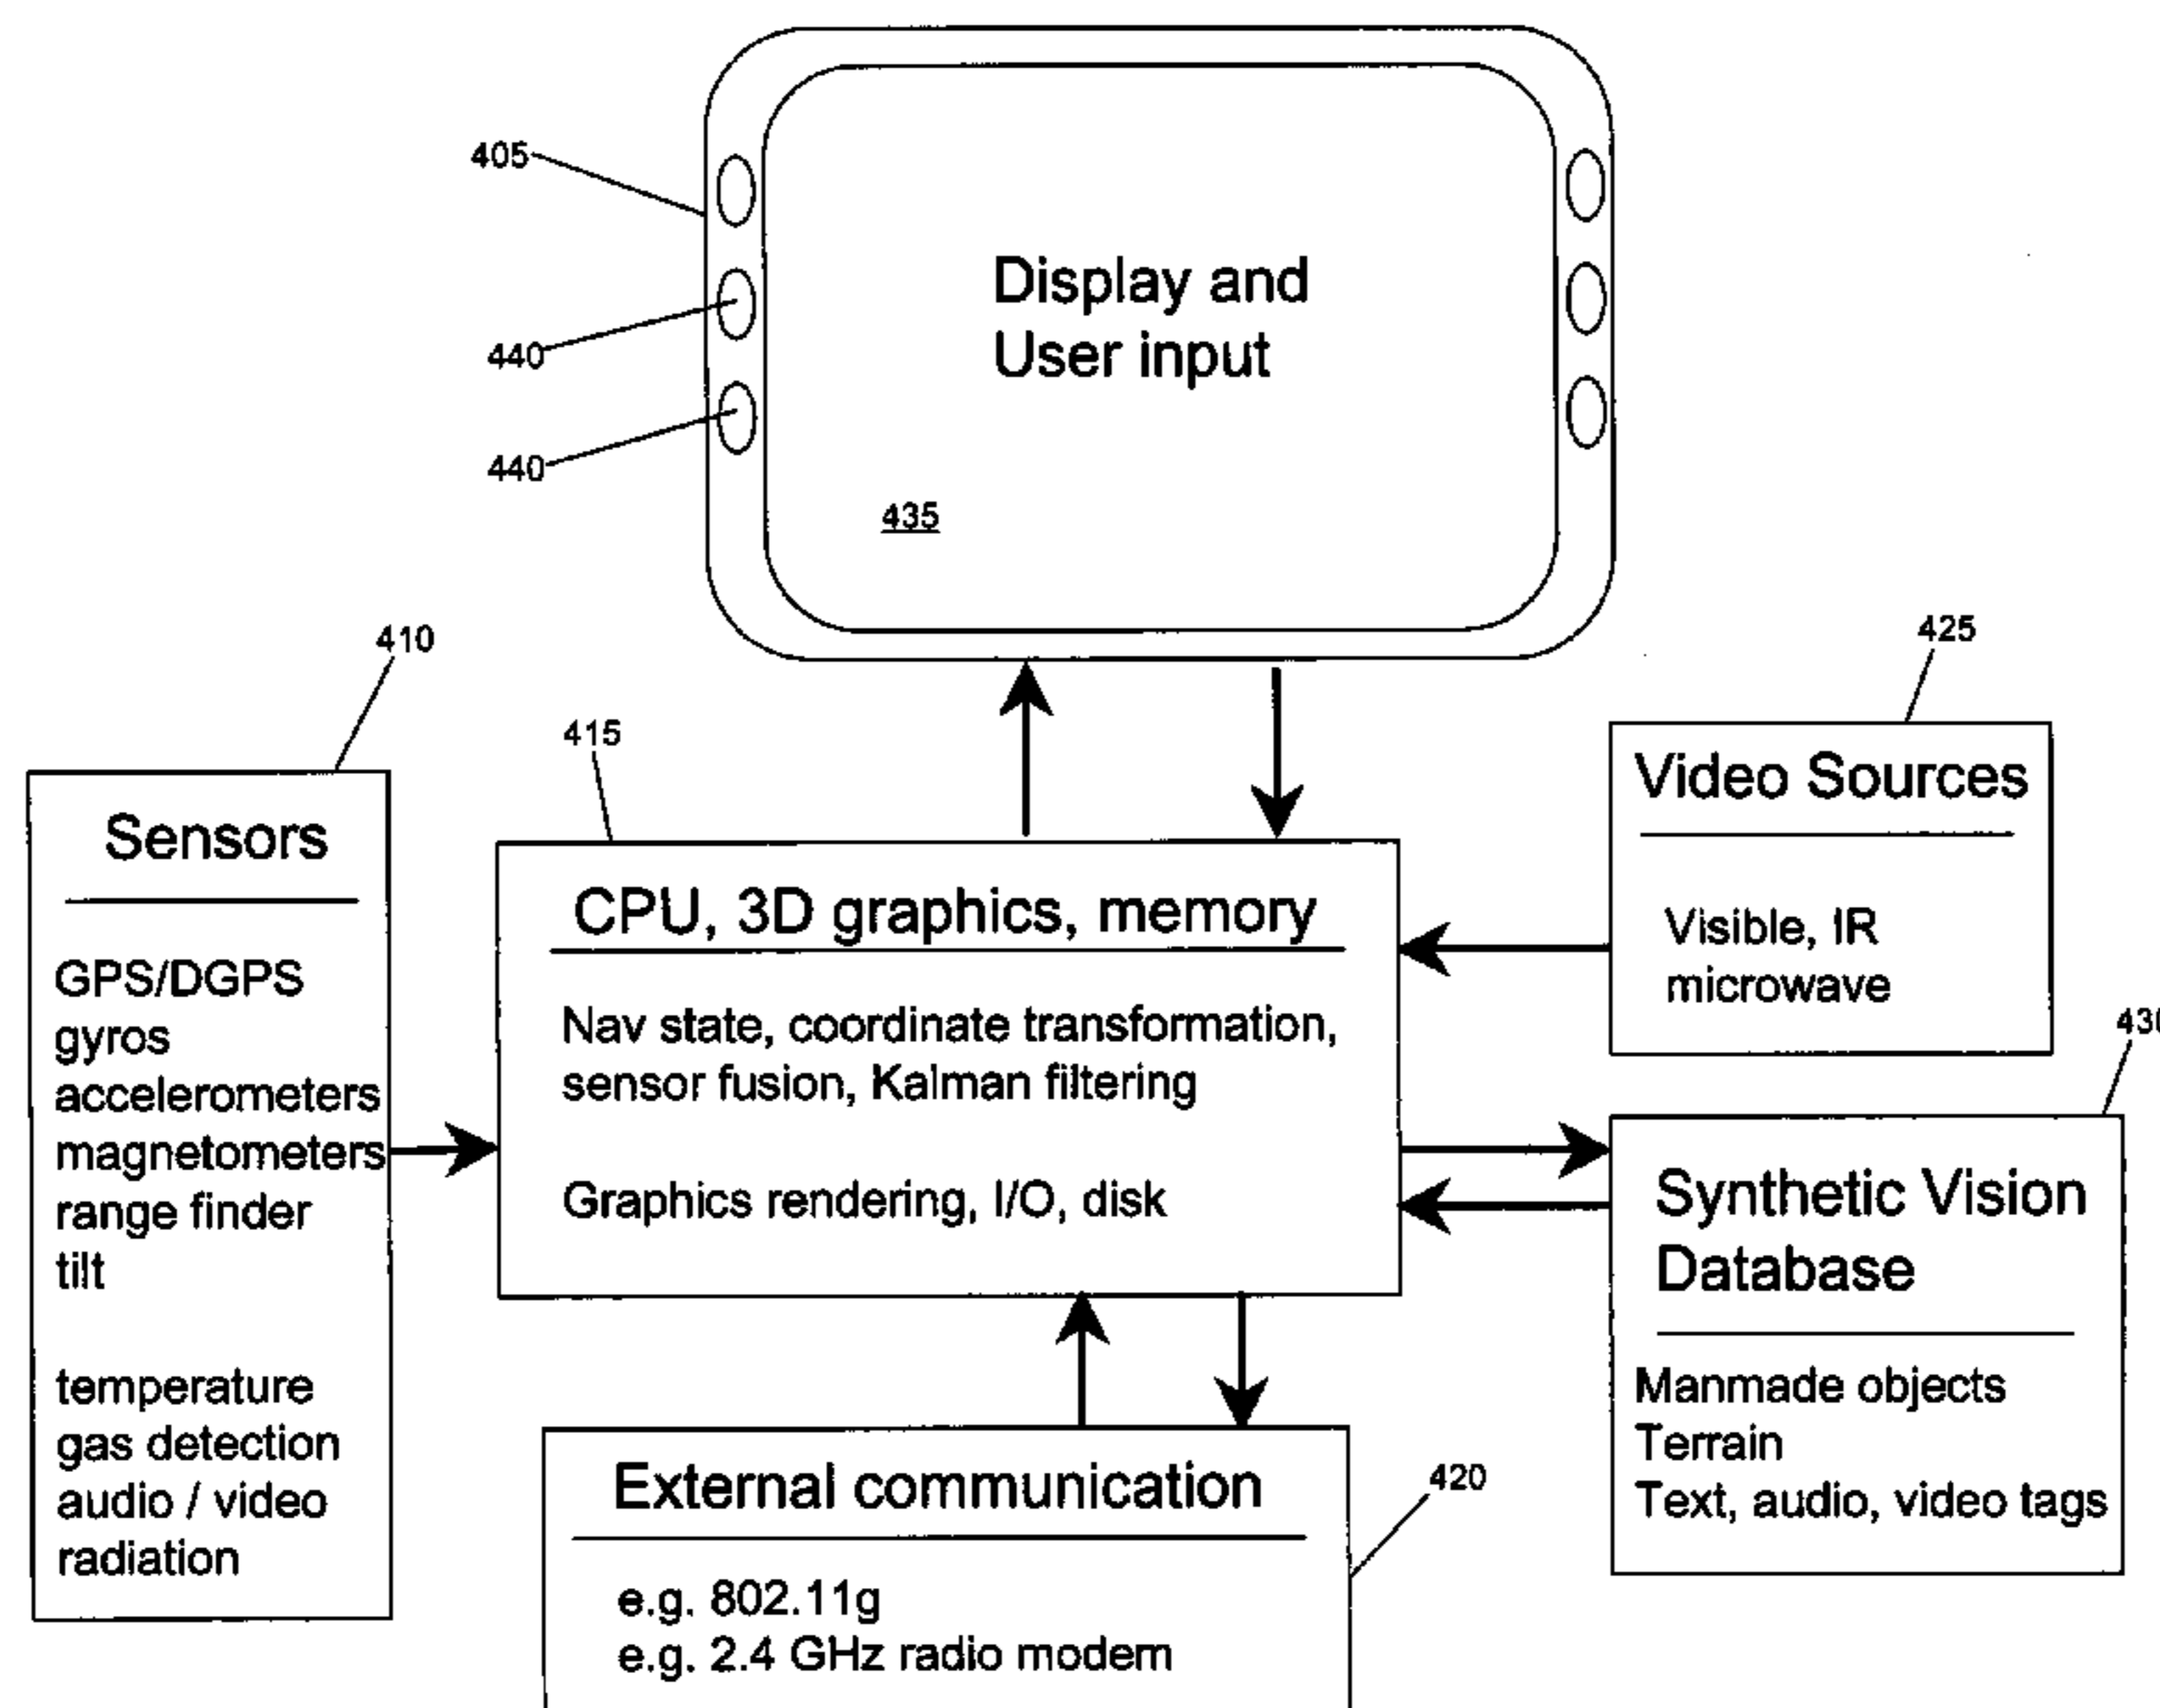 405
440
440
Display and
User input
435
410
Sensors
GPS/DGPS
gyros
accelerometers
magnetometers
range finder
tilt
temperature
gas detection
audio / video
radiation
415
CPU, 3D graphics, memory
Nav state, coordinate transformation,
sensor fusion, Kalman filtering
Graphics rendering, I/O, disk
425
Video Sources
Visible, IR
microwave
430
Synthetic Vision
Database
Manmade objects
Terrain
Text, audio, video tags
420
External communication
e.g. 802.11g
e.g. 2.4 GHz radio modem